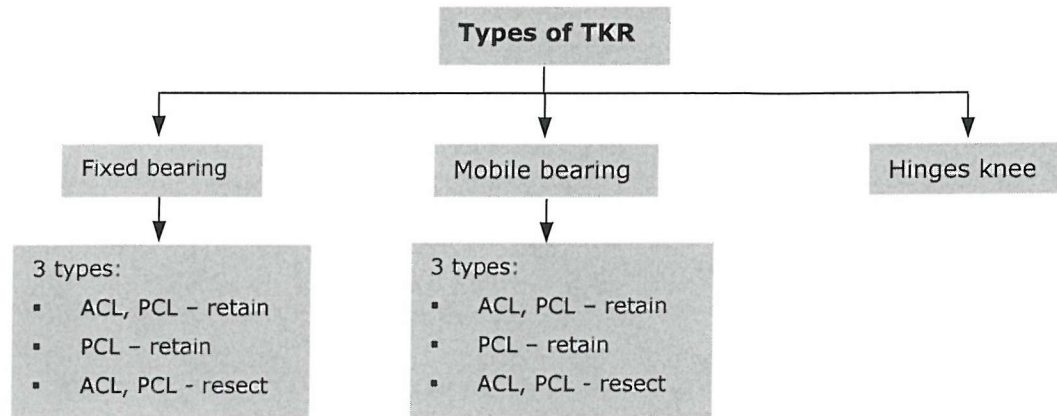 Types of TKR
Fixed bearing
Mobile bearing
Hinges knee
3 types:
▪ ACL, PCL – retain
▪ PCL – retain
▪ ACL, PCL - resect
3 types:
▪ ACL, PCL – retain
▪ PCL – retain
▪ ACL, PCL - resect